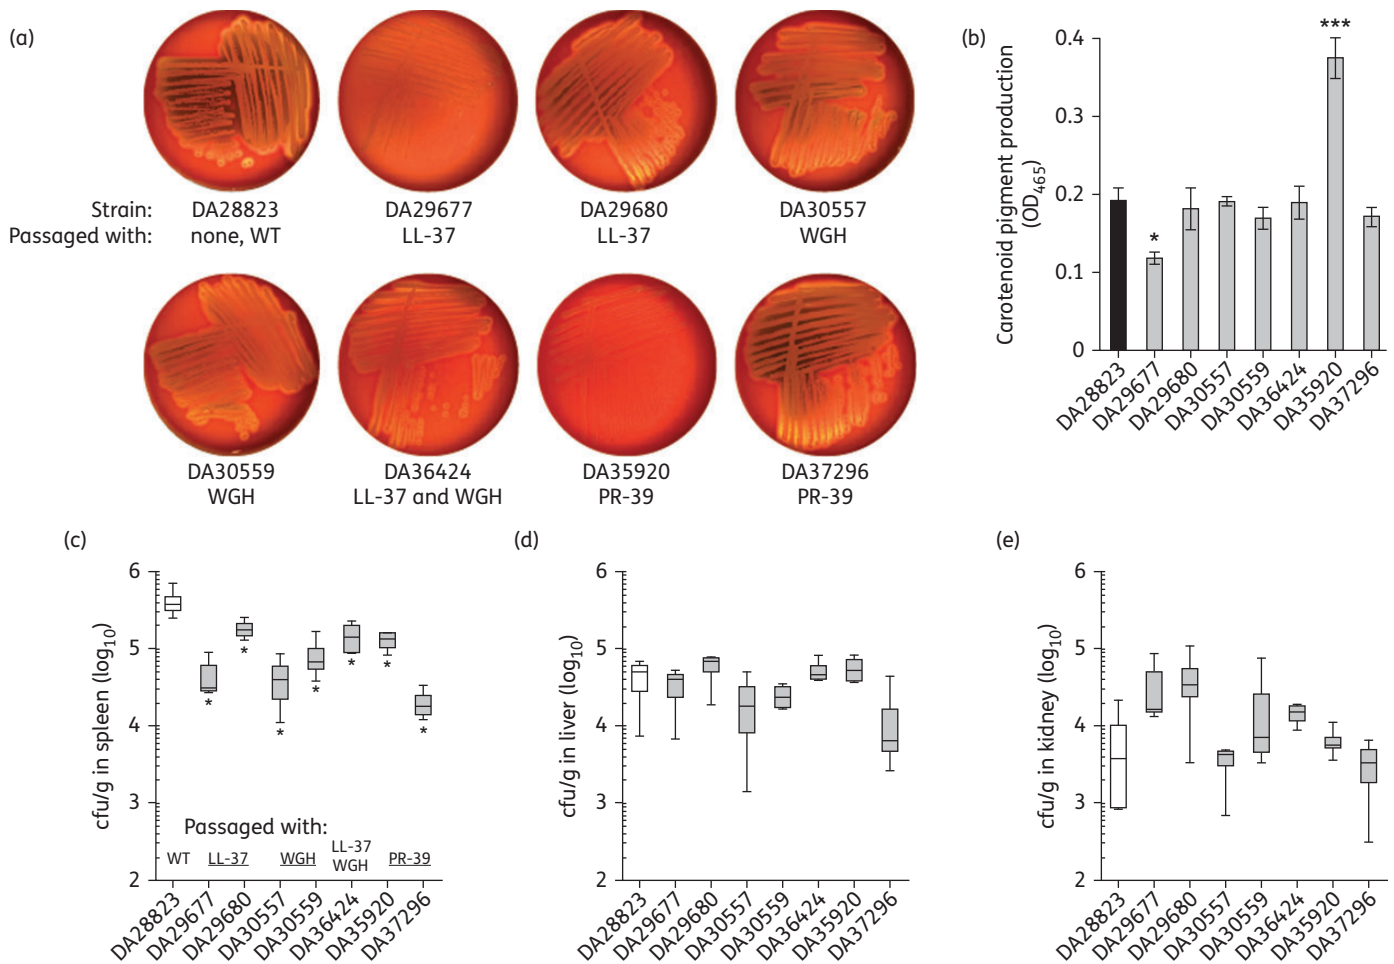 (a)
Strain: DA28823 DA29677 DA29680 DA30557
Passaged with: none, WT LL-37 LL-37 WGH
DA30559 DA36424 DA35920 DA37296
WGH LL-37 and WGH PR-39 PR-39
(b)
Carotenoid pigment production
(OD465)
0.4
0.3
0.2
0.1
0
*
***
DA28823
DA29677
DA29680
DA30557
DA30559
DA36424
DA35920
DA37296
(c)
cfu/g in spleen (log10)
6
5
4
3
2
* * * * * * *
Passaged with:
WT LL-37 WGH LL-37 WGH PR-39
DA28823
DA29677
DA29680
DA30557
DA30559
DA36424
DA35920
DA37296
(d)
cfu/g in liver (log10)
6
5
4
3
2
DA28823
DA29677
DA29680
DA30557
DA30559
DA36424
DA35920
DA37296
(e)
cfu/g in kidney (log10)
6
5
4
3
2
DA28823
DA29677
DA29680
DA30557
DA30559
DA36424
DA35920
DA37296